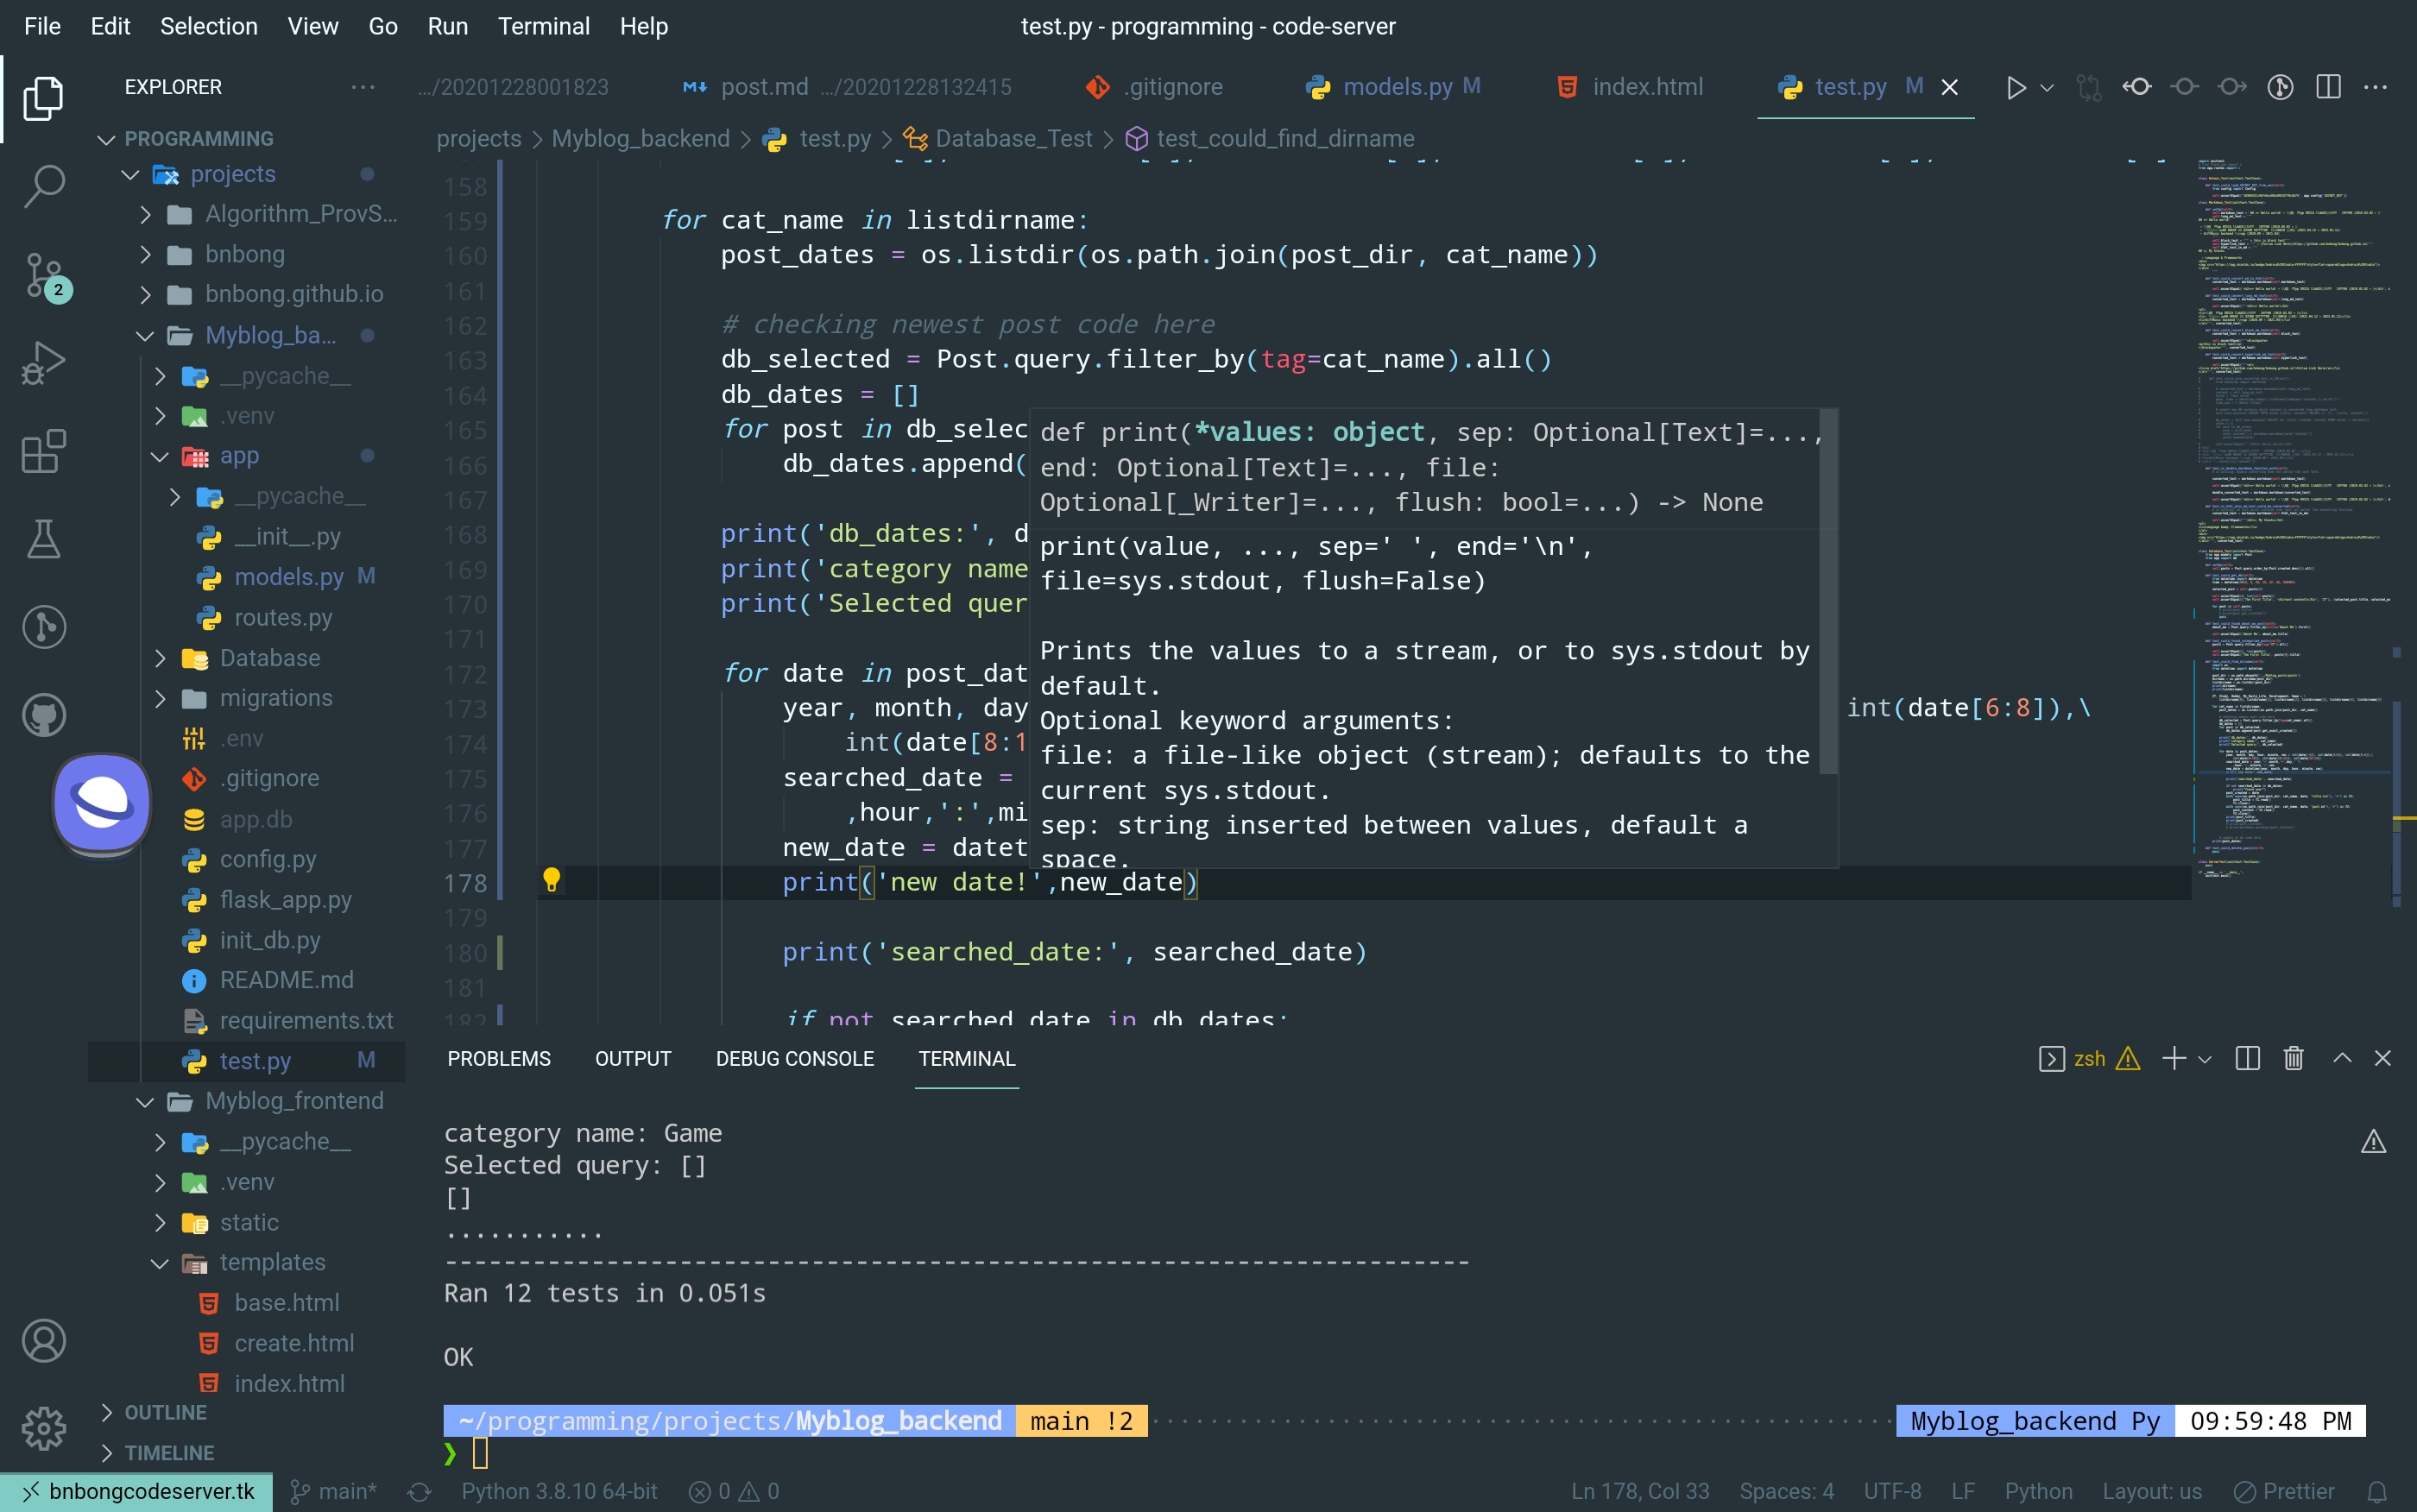 File Edit Selection View Go Run Terminal Help
test.py - programming - code-server
EXPLORER
PROGRAMMING
projects
Algorithm_ProvS...
bnbong
bnbong.github.io
Myblog_ba...
__pycache__
.venv
app
__pycache__
__init__.py
models.py M
routes.py
Database
migrations
.env
.gitignore
app.db
config.py
flask_app.py
init_db.py
README.md
requirements.txt
test.py M
Myblog_frontend
__pycache__
.venv
static
templates
base.html
create.html
index.html
OUTLINE
TIMELINE
2
.../20201228001823 post.md .../20201228132415 .gitignore models.py M index.html test.py M
projects > Myblog_backend > test.py > Database_Test > test_could_find_dirname
158
159 for cat_name in listdirname:
160 post_dates = os.listdir(os.path.join(post_dir, cat_name))
161
162 # checking newest post code here
163 db_selected = Post.query.filter_by(tag=cat_name).all()
164 db_dates = []
165 for post in db_selec
166 db_dates.append(
167
168 print('db_dates:', d
169 print('category name
170 print('Selected quer
171
172 for date in post_dat
173 year, month, day int(date[6:8]),\
174 int(date[8:1
175 searched_date =
176 ,hour,':',mi
177 new_date = datet
178 print('new date!',new_date)
179
180 print('searched_date:', searched_date)
181
182 if not searched_date in db_dates:
def print(*values: object, sep: Optional[Text]=...,
end: Optional[Text]=..., file:
Optional[_Writer]=..., flush: bool=...) -> None
print(value, ..., sep=' ', end='\n',
file=sys.stdout, flush=False)
Prints the values to a stream, or to sys.stdout by
default.
Optional keyword arguments:
file: a file-like object (stream); defaults to the
current sys.stdout.
sep: string inserted between values, default a
space.
PROBLEMS OUTPUT DEBUG CONSOLE TERMINAL
zsh
category name: Game
Selected query: []
[]
...........
----------------------------------------------------------------------
Ran 12 tests in 0.051s
OK
~/programming/projects/Myblog_backend main !2 Myblog_backend Py 09:59:48 PM
❯
bnbongcodeserver.tk main* Python 3.8.10 64-bit 0 0 Ln 178, Col 33 Spaces: 4 UTF-8 LF Python Layout: us Prettier